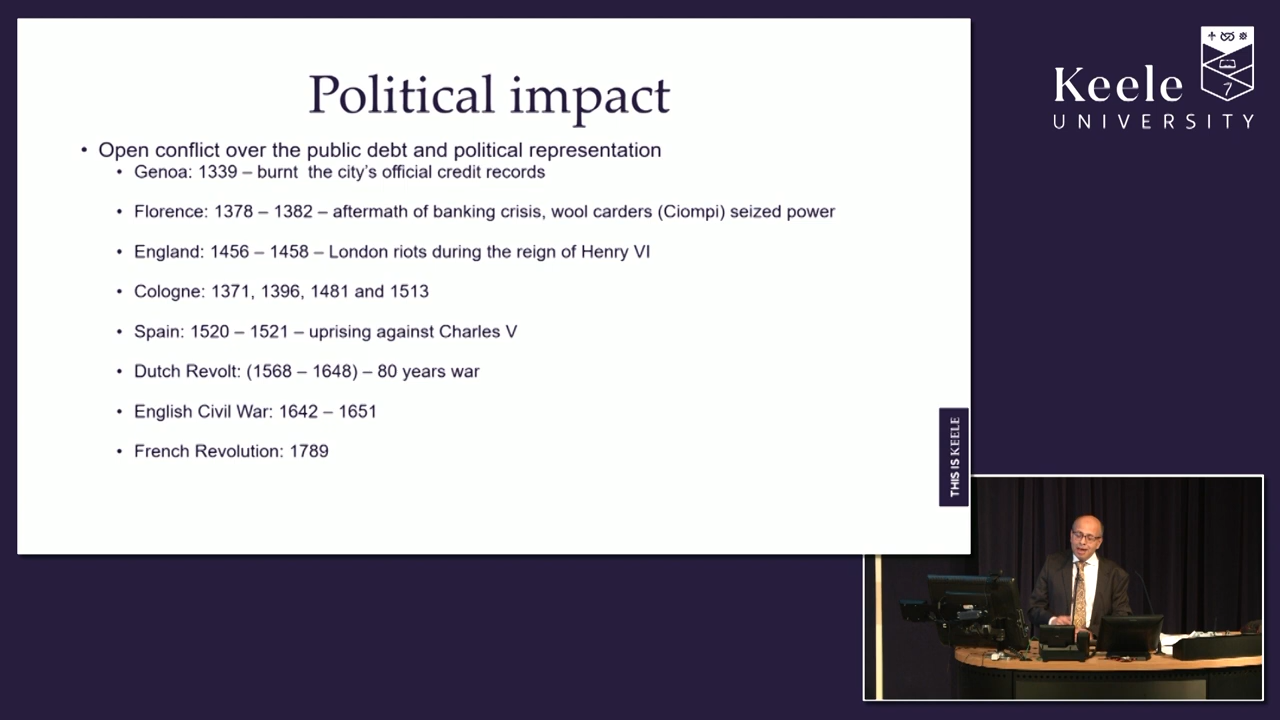 Political impact
• Open conflict over the public debt and political representation
• Genoa: 1339 – burnt  the city's official credit records
• Florence: 1378 – 1382 – aftermath of banking crisis, wool carders (Ciompi) seized power
• England: 1456 – 1458 – London riots during the reign of Henry VI
• Cologne: 1371, 1396, 1481 and 1513
• Spain: 1520 – 1521 – uprising against Charles V
• Dutch Revolt: (1568 – 1648) – 80 years war
• English Civil War: 1642 – 1651
• French Revolution: 1789
THIS IS KEELE
Keele
UNIVERSITY